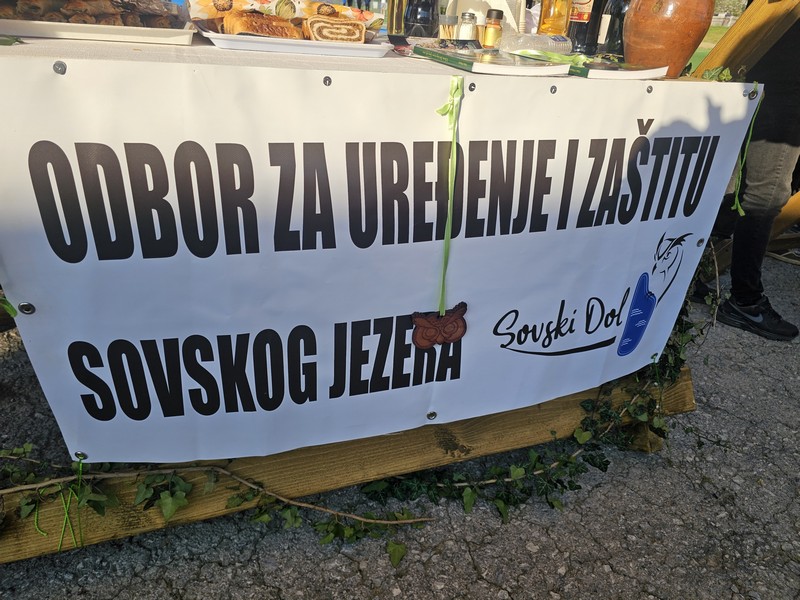 ODBOR ZA UREĐENJE I ZAŠTITU
SOVSKOG JEZERA
Sovski Dol